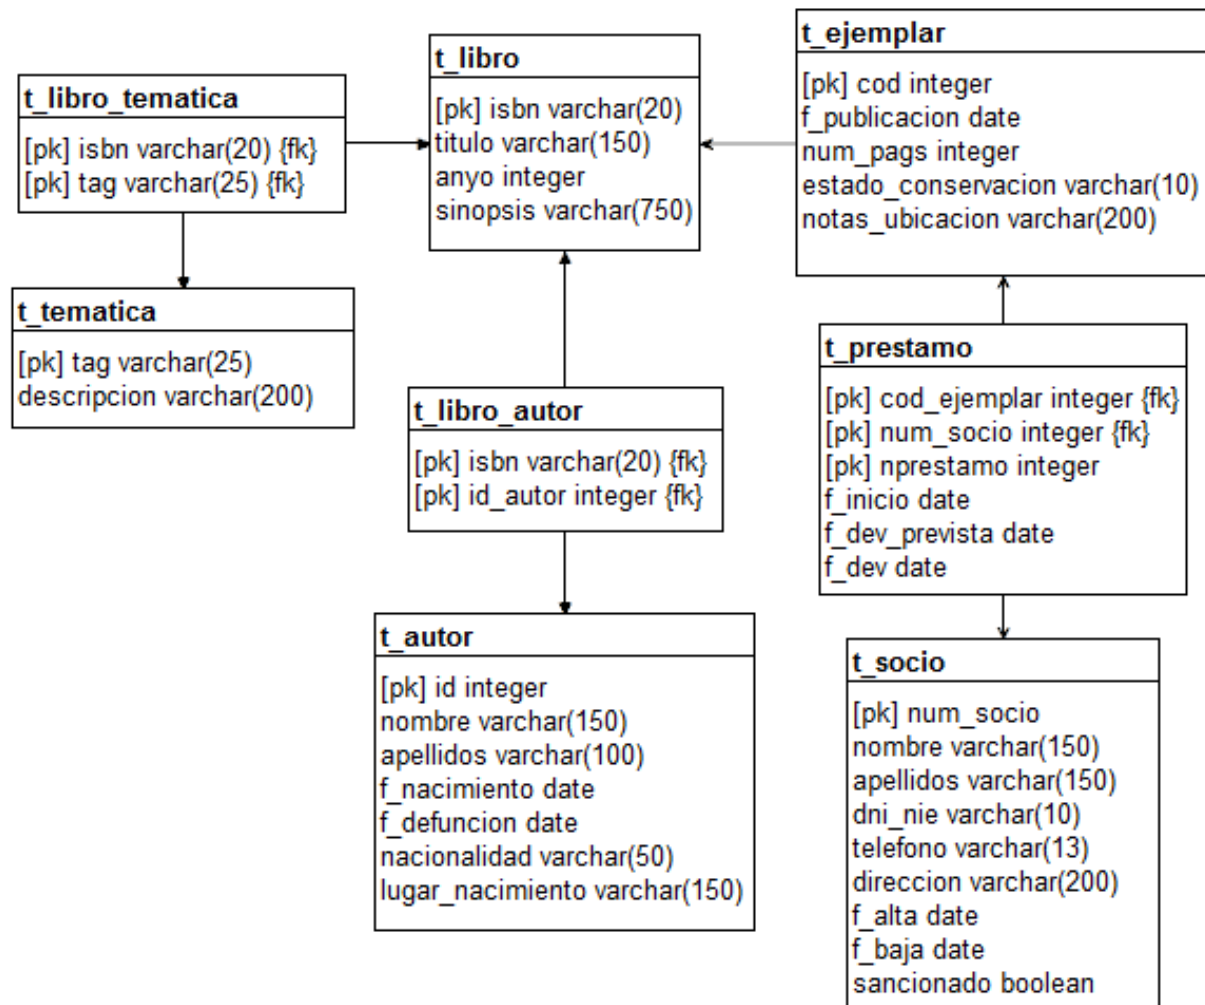 t_libro_tematica
[pk] isbn varchar(20) {fk}
[pk] tag varchar(25) {fk}
t_libro
[pk] isbn varchar(20)
titulo varchar(150)
anyo integer
sinopsis varchar(750)
t_ejemplar
[pk] cod integer
f_publicacion date
num_pags integer
estado_conservacion varchar(10)
notas_ubicacion varchar(200)
t_tematica
[pk] tag varchar(25)
descripcion varchar(200)
t_libro_autor
[pk] isbn varchar(20) {fk}
[pk] id_autor integer {fk}
t_prestamo
[pk] cod_ejemplar integer {fk}
[pk] num_socio integer {fk}
[pk] nprestamo integer
f_inicio date
f_dev_prevista date
f_dev date
t_autor
[pk] id integer
nombre varchar(150)
apellidos varchar(100)
f_nacimiento date
f_defuncion date
nacionalidad varchar(50)
lugar_nacimiento varchar(150)
t_socio
[pk] num_socio
nombre varchar(150)
apellidos varchar(150)
dni_nie varchar(10)
telefono varchar(13)
direccion varchar(200)
f_alta date
f_baja date
sancionado boolean